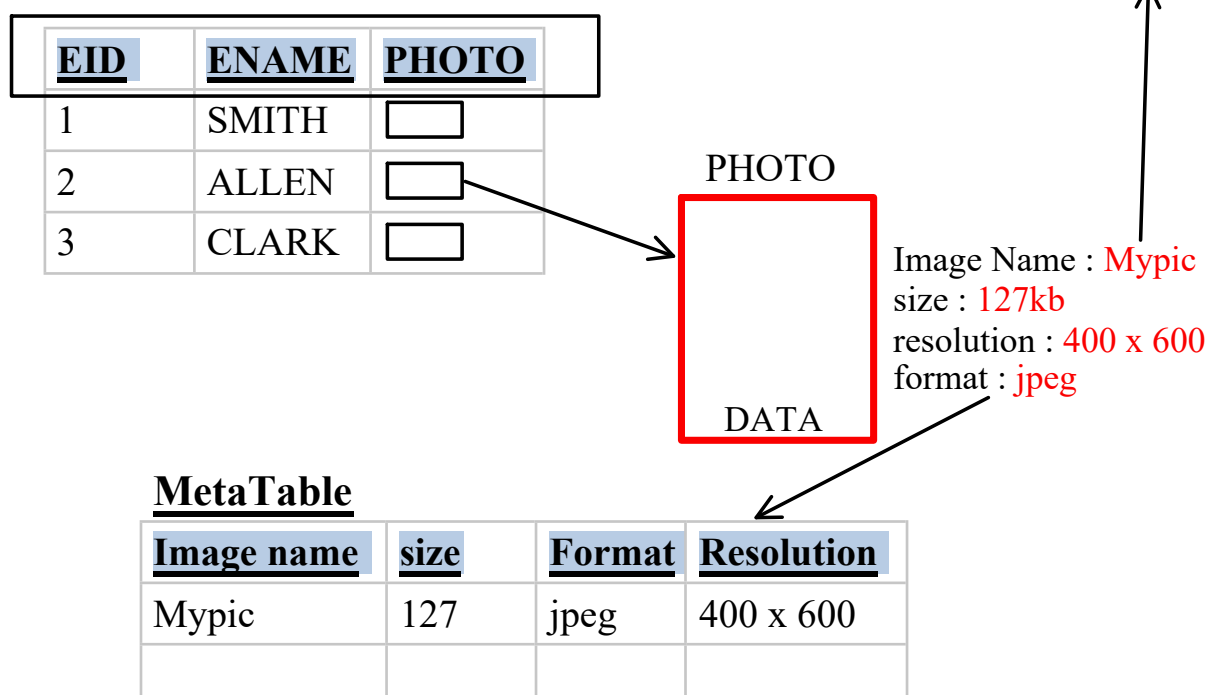 EID ENAME PHOTO
1 SMITH
2 ALLEN
3 CLARK
PHOTO
DATA
Image Name : Mypic
size : 127kb
resolution : 400 x 600
format : jpeg
MetaTable
Image name size Format Resolution
Mypic 127 jpeg 400 x 600